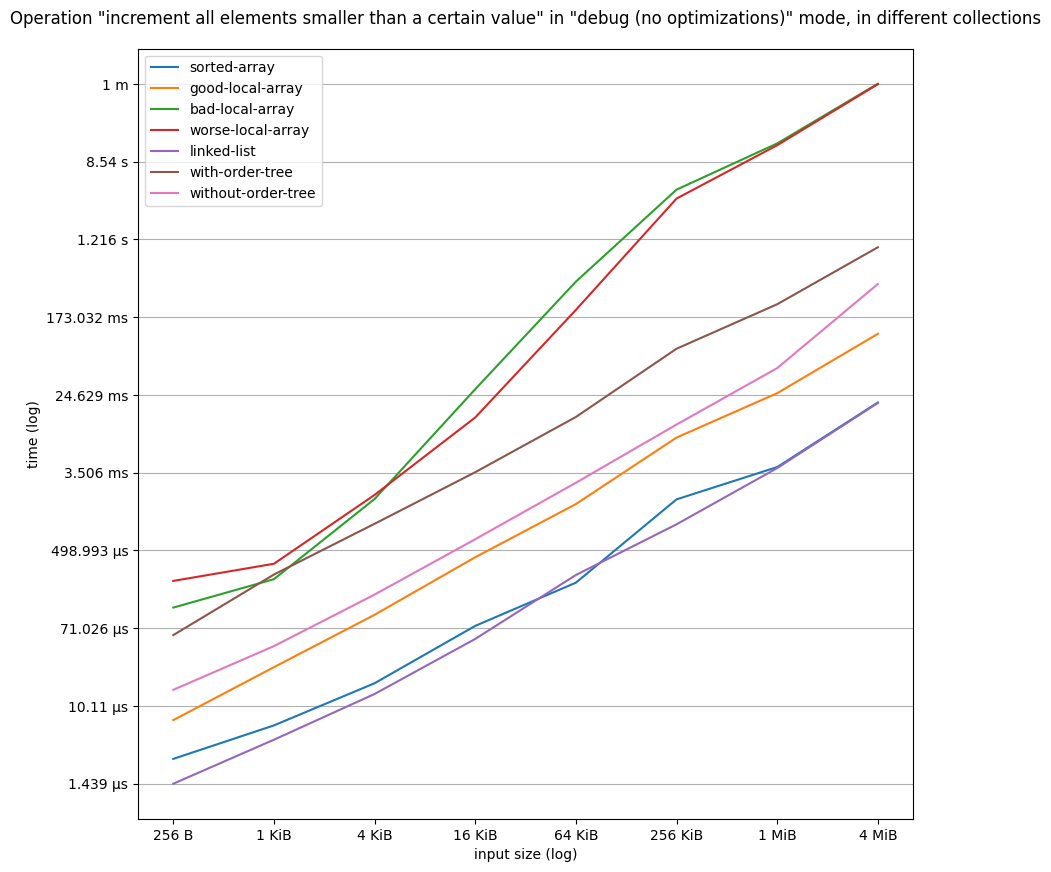 Operation "increment all elements smaller than a certain value" in "debug (no optimizations)" mode, in different collections
sorted-array
good-local-array
bad-local-array
worse-local-array
linked-list
with-order-tree
without-order-tree
1 m
8.54 s
1.216 s
173.032 ms
24.629 ms
3.506 ms
498.993 µs
71.026 µs
10.11 µs
1.439 µs
time (log)
256 B
1 KiB
4 KiB
16 KiB
64 KiB
256 KiB
1 MiB
4 MiB
input size (log)